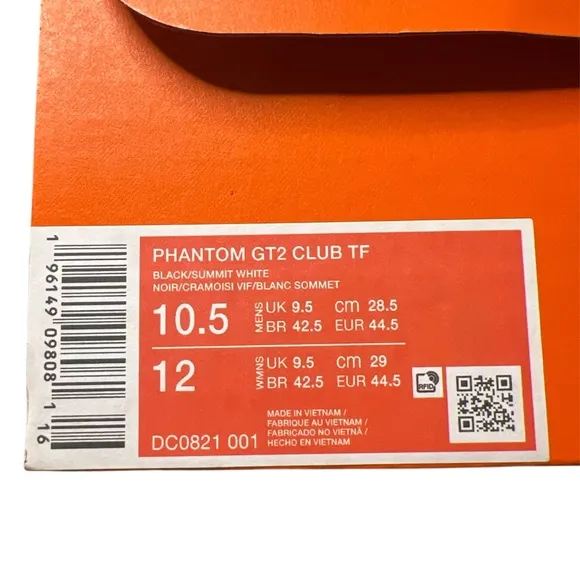 PHANTOM GT2 CLUB TF
BLACK/SUMMIT WHITE
NOIR/CRAMOISI VIF/BLANC SOMMET
10.5 MENS UK 9.5 CM 28.5
BR 42.5 EUR 44.5
12 WMNS UK 9.5 CM 29
BR 42.5 EUR 44.5
RFID
MADE IN VIETNAM /
FABRIQUE AU VIETNAM /
FABRICADO NO VIETNÃ /
HECHO EN VIETNAM
DC0821 001
1 96149 09808 1 16